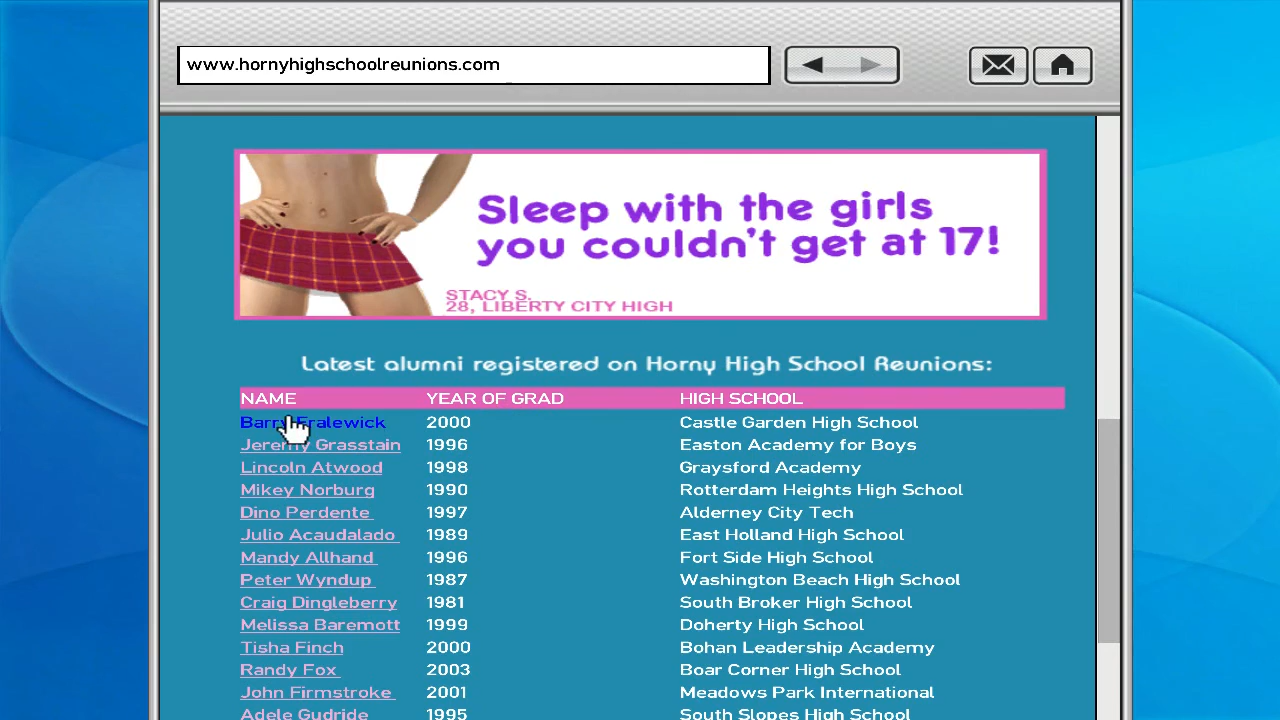 www.hornyhighschoolreunions.com
Sleep with the girls
you couldn't get at 17!
STACY S.
28, LIBERTY CITY HIGH
Latest alumni registered on Horny High School Reunions:
NAME YEAR OF GRAD HIGH SCHOOL
Barry Fralewick 2000 Castle Garden High School
Jeremy Grasstain 1996 Easton Academy for Boys
Lincoln Atwood 1998 Graysford Academy
Mikey Norburg 1990 Rotterdam Heights High School
Dino Perdente 1997 Alderney City Tech
Julio Acaudalado 1989 East Holland High School
Mandy Allhand 1996 Fort Side High School
Peter Wyndup 1987 Washington Beach High School
Craig Dingleberry 1981 South Broker High School
Melissa Baremott 1999 Doherty High School
Tisha Finch 2000 Bohan Leadership Academy
Randy Fox 2003 Boar Corner High School
John Firmstroke 2001 Meadows Park International
Adele Gudride 1995 South Slopes High School